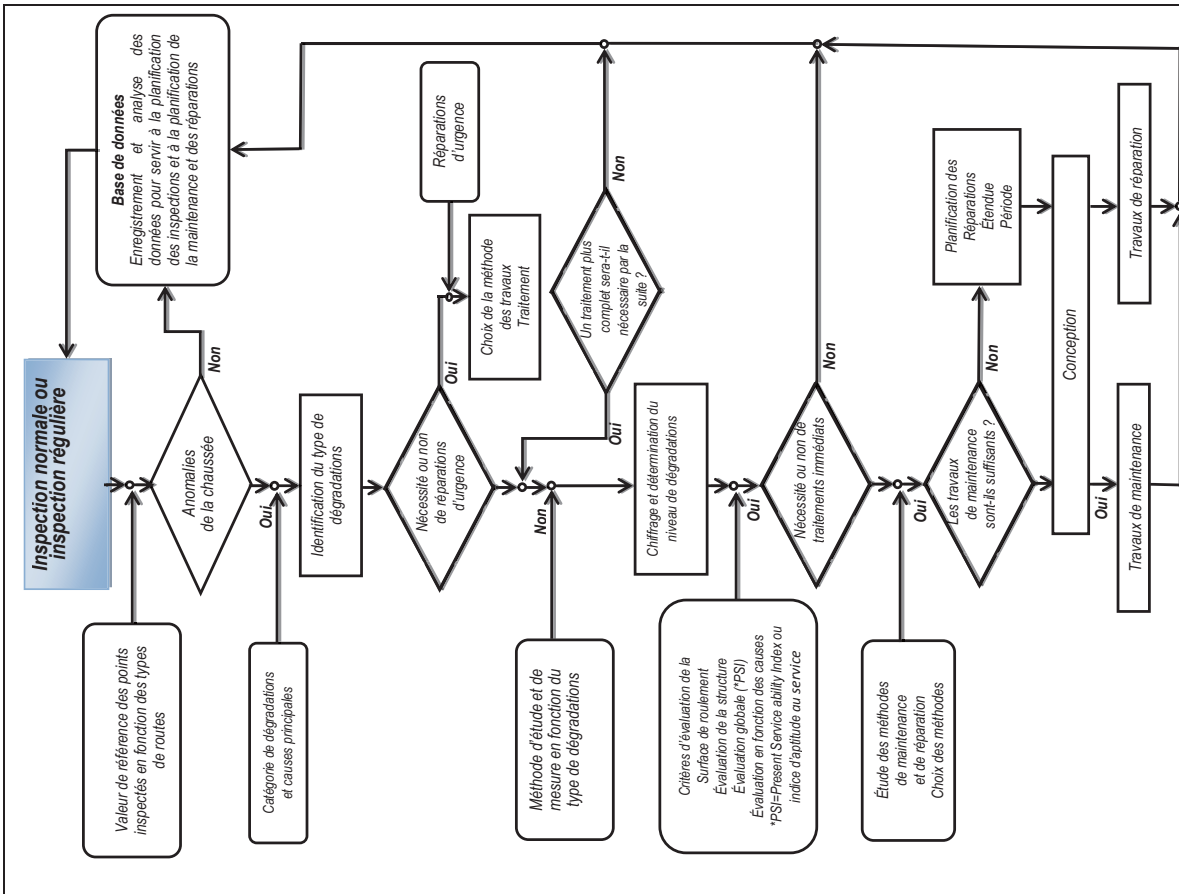 Inspection normale ou
inspection régulière
Base de données
Enregistrement et analyse des
données pour servir à la planification
des inspections et à la planification de
la maintenance et des réparations
Valeur de référence des points
inspectés en fonction des types
de routes
Anomalies
de la chaussée
Non
Oui
Catégorie de dégradations
et causes principales
Identification du type de
dégradations
Nécessité ou non
de réparations
d'urgence
Oui
Réparations
d'urgence
Choix de la méthode
des travaux
Traitement
Non
Méthode d'étude et de
mesure en fonction du
type de dégradations
Un traitement plus
complet sera-t-il
nécessaire par la
suite ?
Oui
Non
Chiffrage et détermination du
niveau de dégradations
Critères d'évaluation de la
Surface de roulement
Évaluation de la structure
Évaluation globale (*PSI)
Évaluation en fonction des causes
*PSI=Present Service ability Index ou
indice d'aptitude au service
Oui
Nécessité ou non de
traitements immédiats
Non
Étude des méthodes
de maintenance
et de réparation
Choix des méthodes
Oui
Les travaux
de maintenance
sont-ils suffisants ?
Non
Planification des
Réparations
Étendue
Période
Conception
Oui
Travaux de maintenance
Travaux de réparation